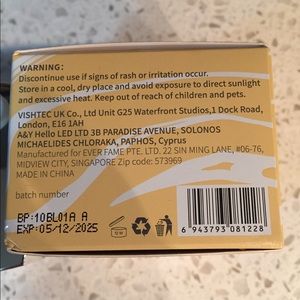 WARNING:
Discontinue use if signs of rash or irritation occur.
Store in a cool, dry place and avoid exposure to direct sunlight
and excessive heat. Keep out of reach of children and pets.
VISHTEC UK Co., Ltd Unit G25 Waterfront Studios,1 Dock Road,
London, E16 1AH
A&Y Hello LED LTD 3B PARADISE AVENUE, SOLONOS
MICHAELIDES CHLORAKA, PAPHOS, Cyprus
Manufactured for EVER FAME PTE. LTD. 22 SIN MING LANE, #06-76,
MIDVIEW CITY, SINGAPORE Zip code: 573969
MADE IN CHINA
batch number
BP:10BL01A A
EXP:05/12/2025
12 M
6 943793 081228